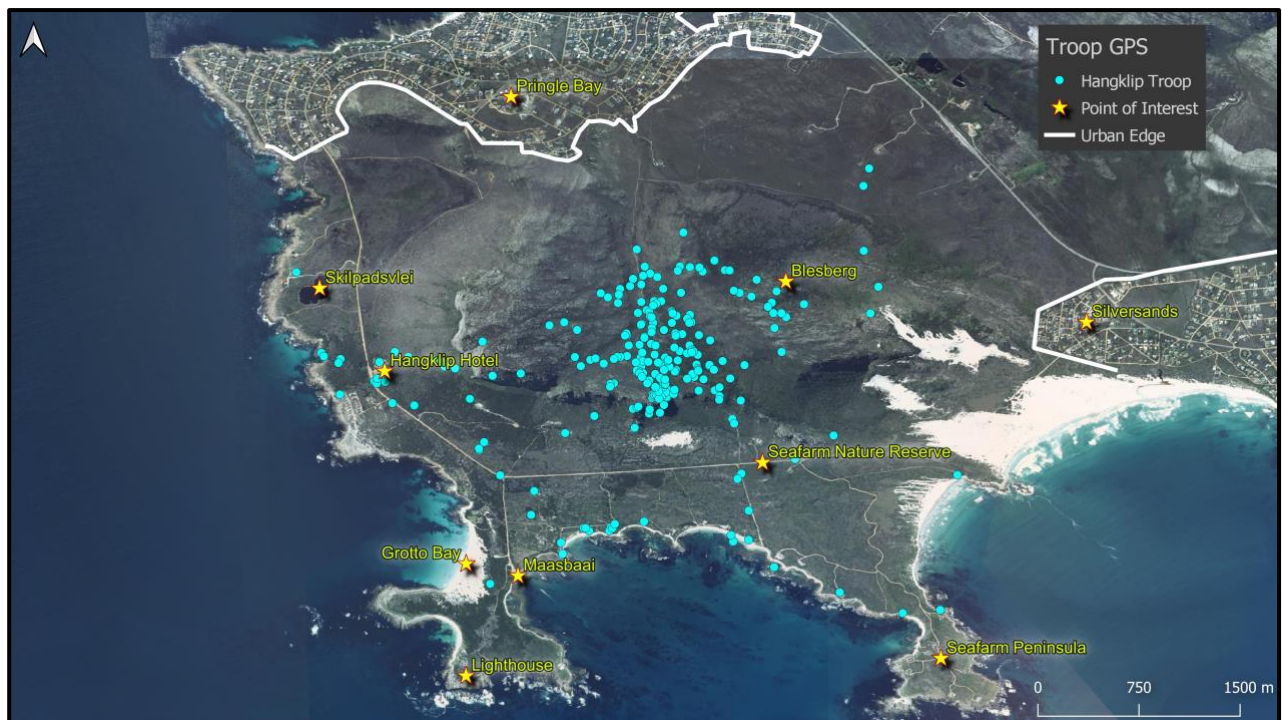 Troop GPS
Hangklip Troop
Point of Interest
Urban Edge
Pringle Bay
Skilpadsvlei
Blesberg
Silversands
Hangklip Hotel
Seafarm Nature Reserve
Grotto Bay
Maasbaai
Seafarm Peninsula
Lighthouse
0 750 1500 m